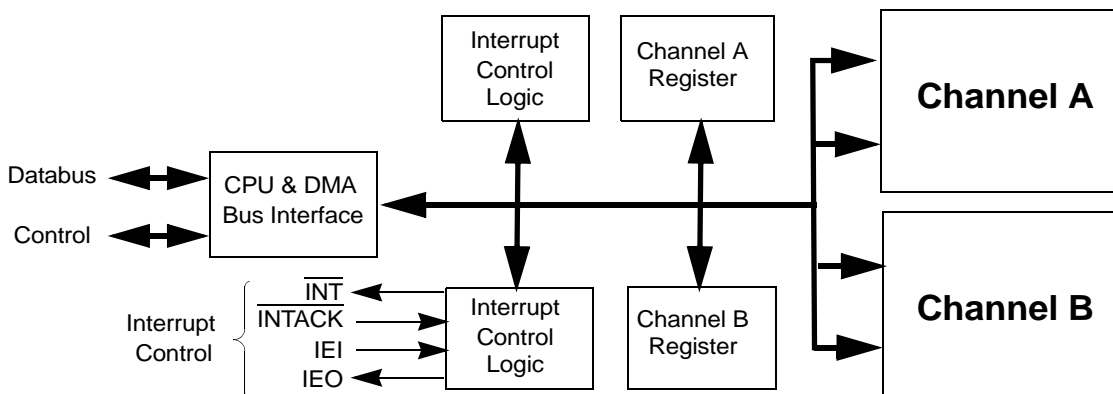 Interrupt
Control
Logic
Channel A
Register
Channel A
Databus
Control
CPU & DMA
Bus Interface
Interrupt
Control
INT
INTACK
IEI
IEO
Interrupt
Control
Logic
Channel B
Register
Channel B